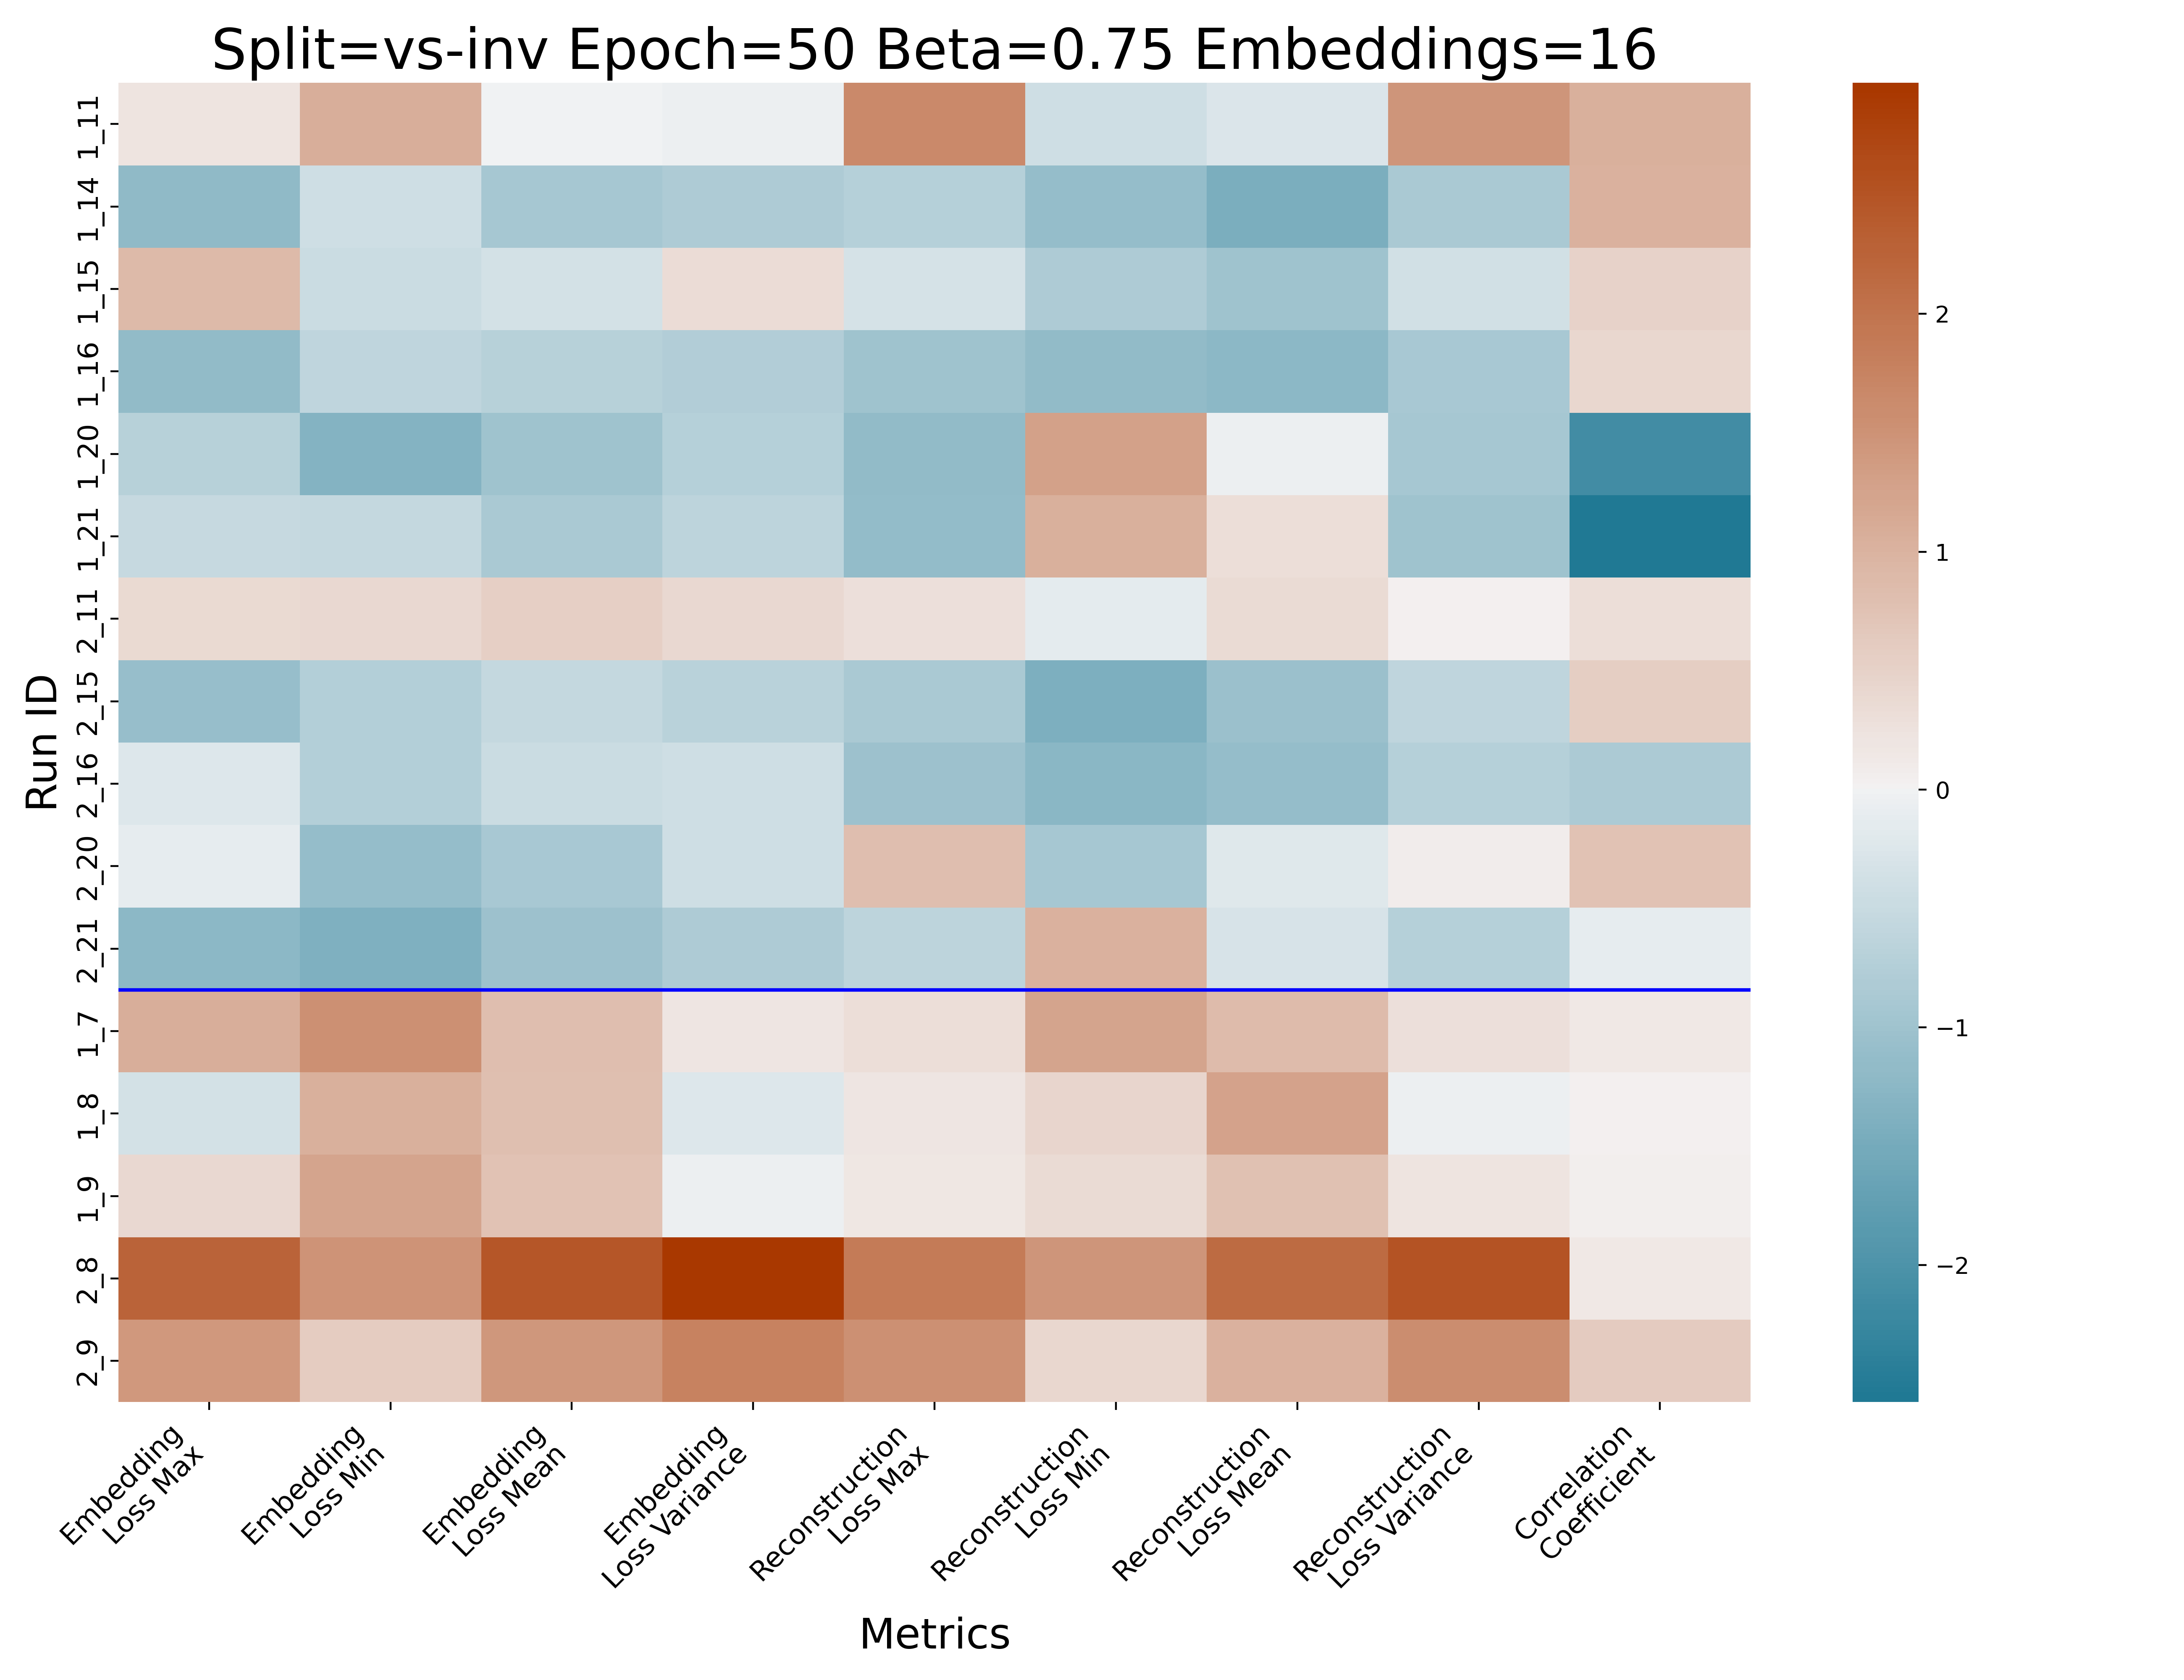 Split=vs-inv Epoch=50 Beta=0.75 Embeddings=16
Run ID
1_11
1_14
1_15
1_16
1_20
1_21
2_11
2_15
2_16
2_20
2_21
1_7
1_8
1_9
2_8
2_9
Embedding
Loss Max
Embedding
Loss Min
Embedding
Loss Mean
Embedding
Loss Variance
Reconstruction
Loss Max
Reconstruction
Loss Min
Reconstruction
Loss Mean
Reconstruction
Loss Variance
Correlation
Coefficient
Metrics
2
1
0
−1
−2